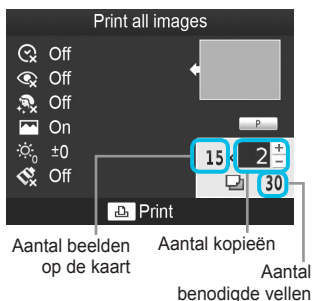 Print all images
Off
Off
Off
On
±0
Off
P
15 2 + −
30
Print
Aantal beelden
op de kaart
Aantal kopieën
Aantal
benodigde vellen